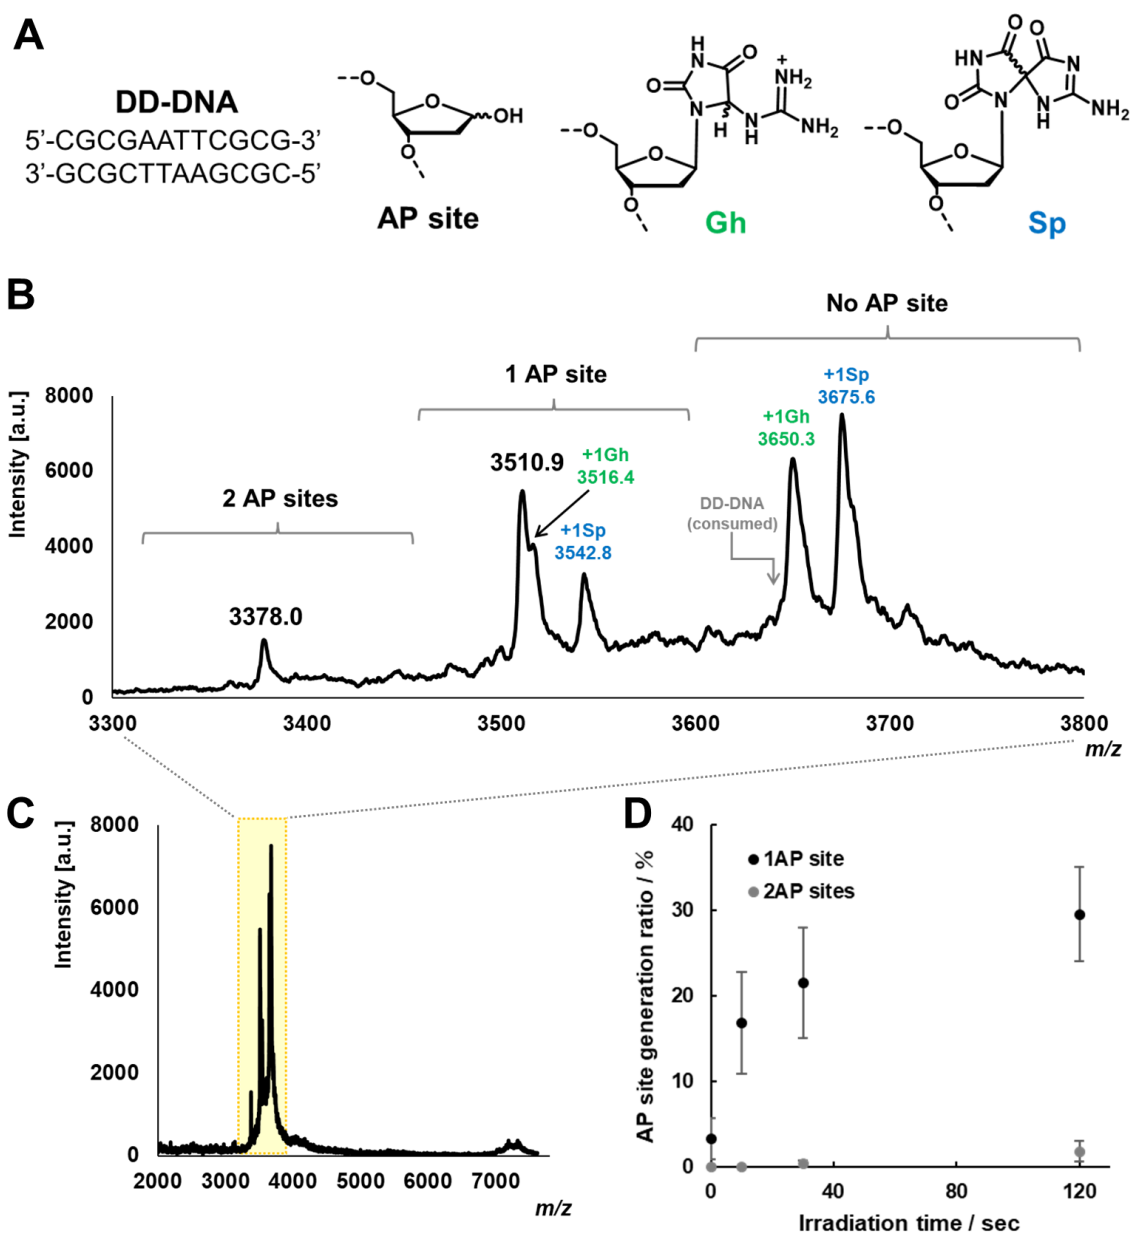 A
DD-DNA
5’-CGCGAATTCGCG-3’
3’-GCGCTTAAGCGC-5’
--O
O
OH
O
AP site
H
N
O
O
N
H
N
H
+
NH2
NH2
--O
O
O
Gh
O
O
HN
N
O
N
N
H
NH2
--O
O
O
Sp
B
No AP site
1 AP site
2 AP sites
+1Sp
3675.6
+1Gh
3650.3
3510.9
+1Gh
3516.4
+1Sp
3542.8
DD-DNA
(consumed)
3378.0
Intensity [a.u.]
8000
6000
4000
2000
0
3300
3400
3500
3600
3700
3800
m/z
C
Intensity [a.u.]
8000
6000
4000
2000
0
2000
3000
4000
5000
6000
7000
m/z
D
AP site generation ratio / %
40
30
20
10
0
1AP site
2AP sites
0
40
80
120
Irradiation time / sec